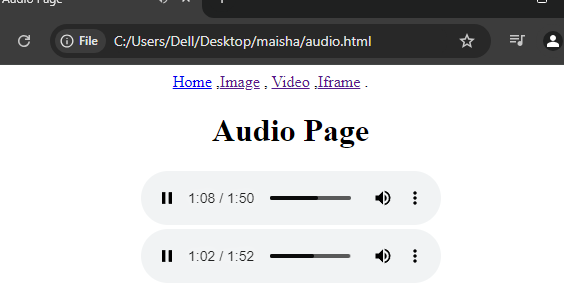 Audio Page
File C:/Users/Dell/Desktop/maisha/audio.html
Home ,Image , Video ,Iframe .
Audio Page
1:08 / 1:50
1:02 / 1:52